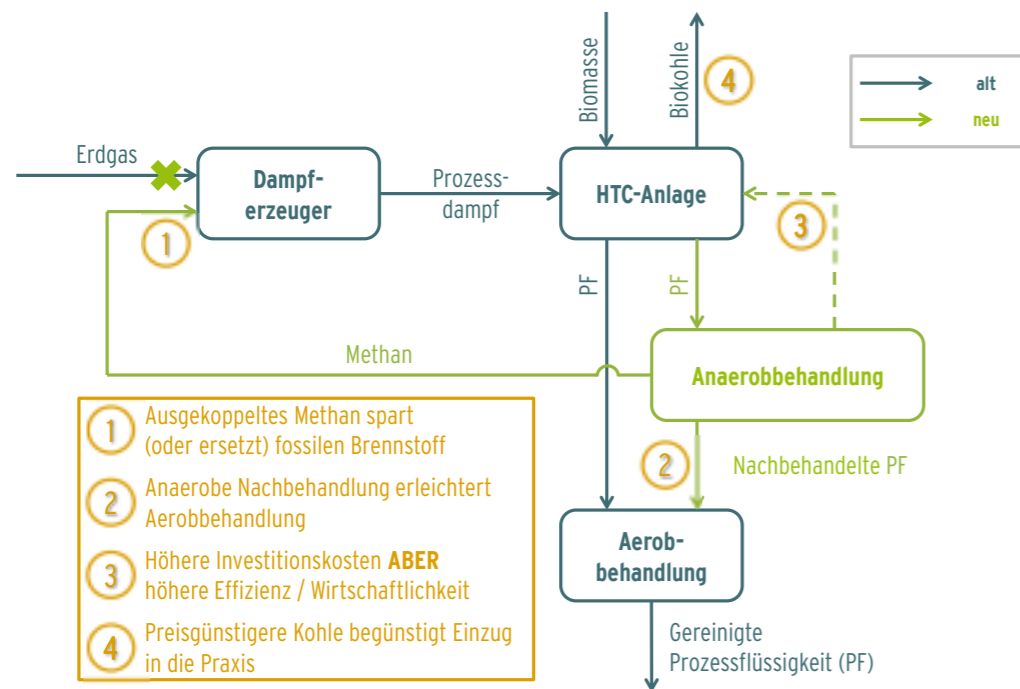 Biomasse
Biokohle
4
alt
neu
Erdgas
Dampf-
erzeuger
Prozess-
dampf
HTC-Anlage
1
3
PF
PF
Methan
Anaerobbehandlung
1
Ausgekoppeltes Methan spart
(oder ersetzt) fossilen Brennstoff
2
Anaerobe Nachbehandlung erleichtert
Aerobbehandlung
3
Höhere Investitionskosten ABER
höhere Effizienz / Wirtschaftlichkeit
4
Preisgünstigere Kohle begünstigt Einzug
in die Praxis
2
Nachbehandelte PF
Aerob-
behandlung
Gereinigte
Prozessflüssigkeit (PF)